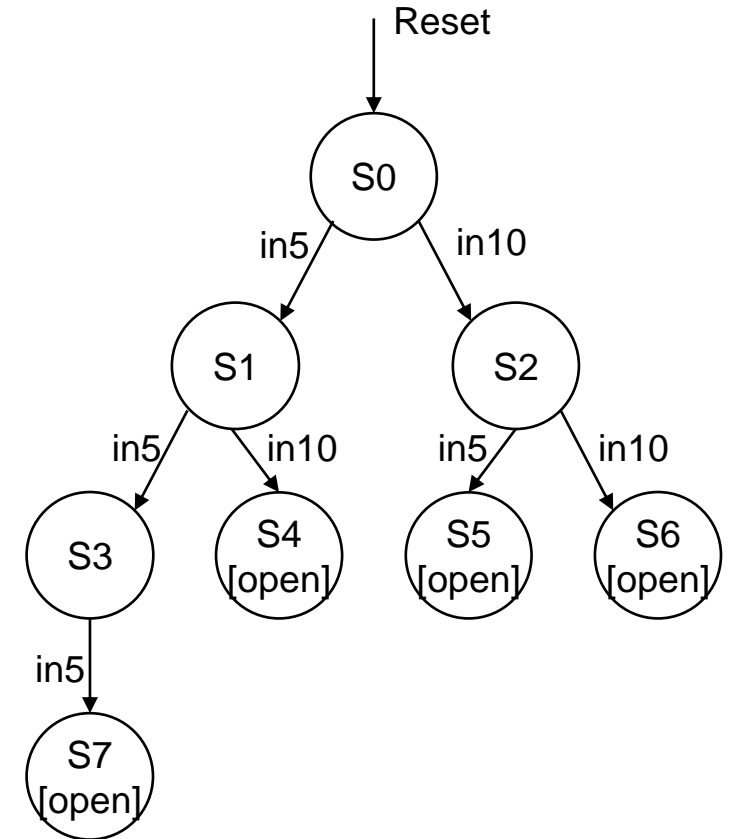 Reset
S0
in5
in10
S1
S2
in5
in10
in5
in10
S3
S4
[open]
S5
[open]
S6
[open]
in5
S7
[open]